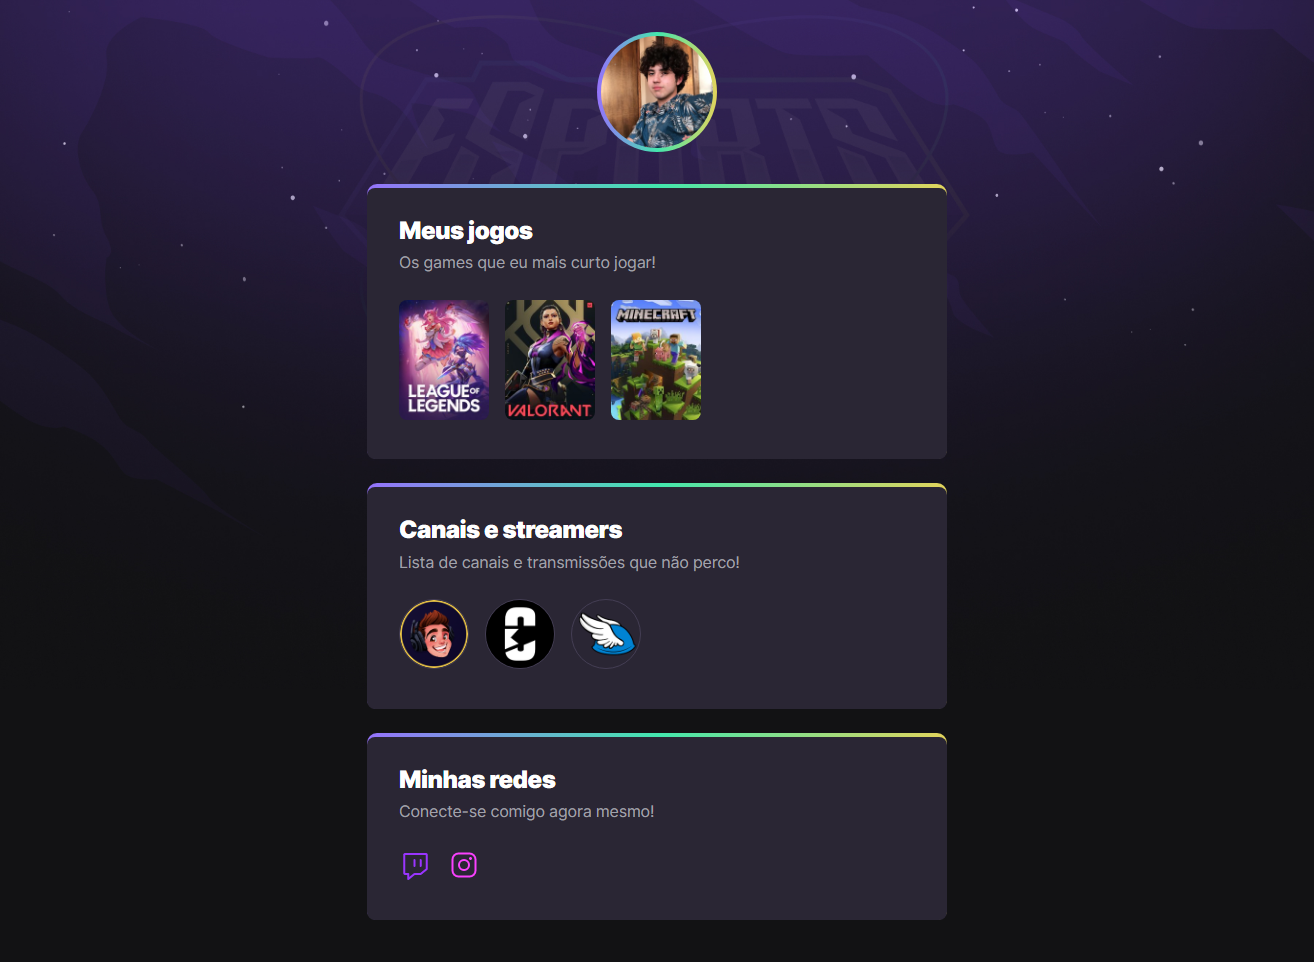 ESPORTS
Meus jogos
Os games que eu mais curto jogar!
LEAGUE OF
LEGENDS
VALORANT
MINECRAFT
Canais e streamers
Lista de canais e transmissões que não perco!
Minhas redes
Conecte-se comigo agora mesmo!